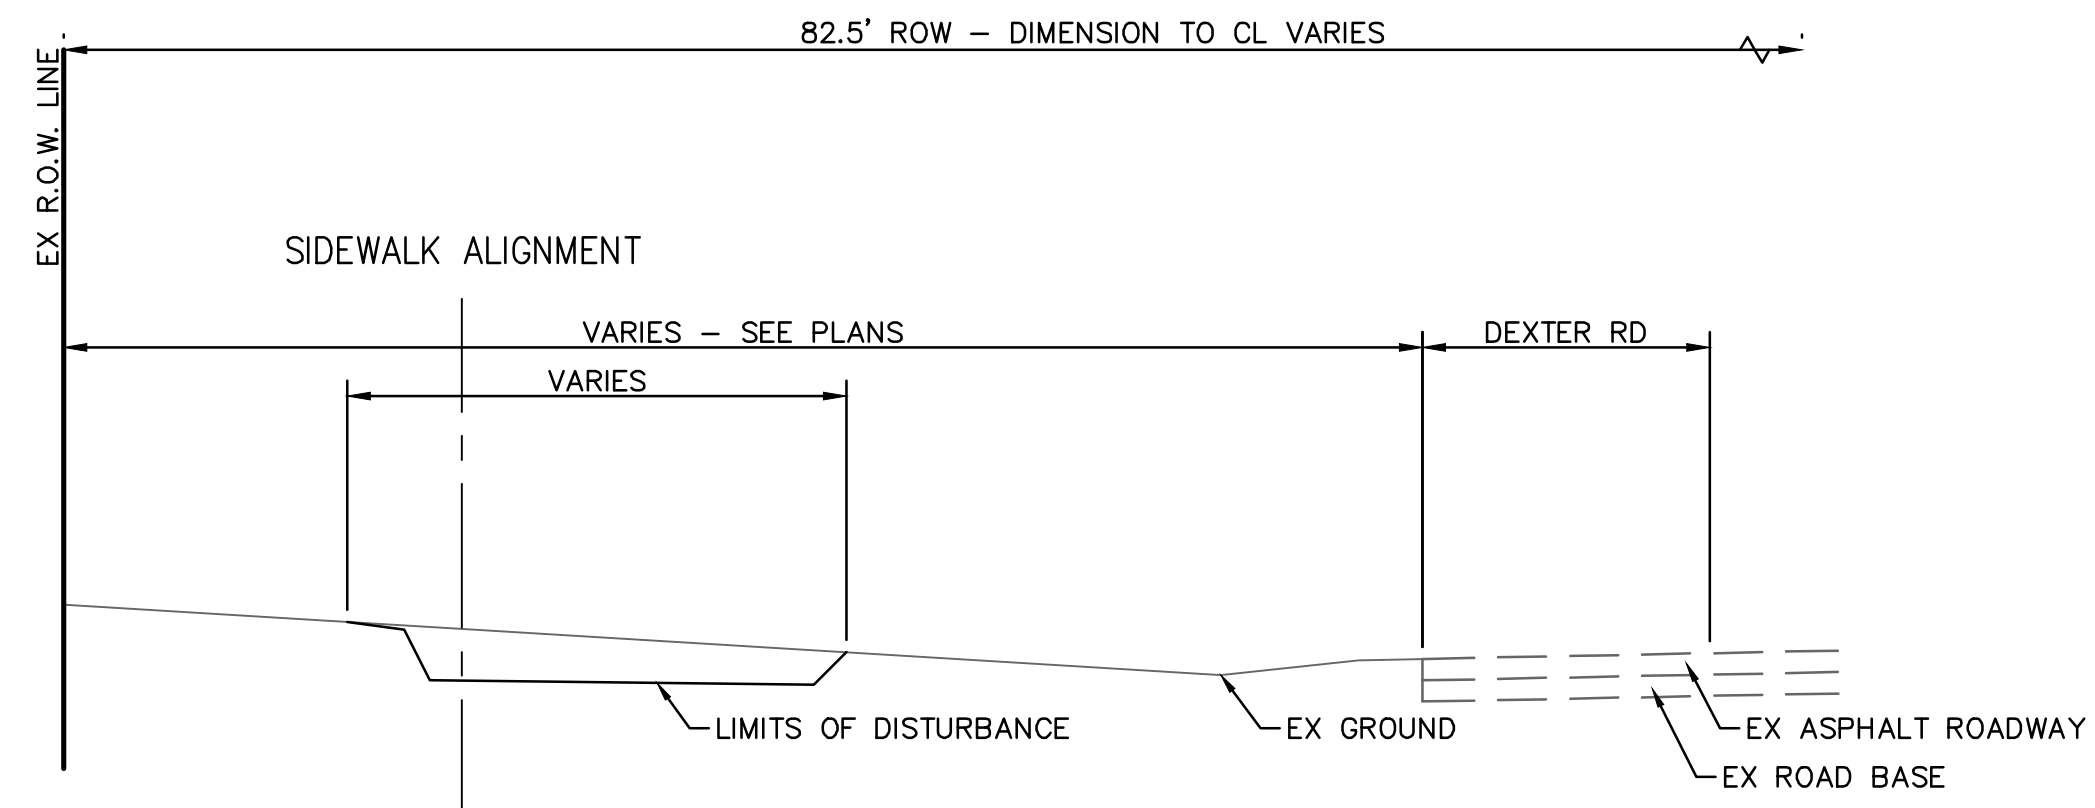 82.5' ROW - DIMENSION TO CL VARIES
EX R.O.W. LINE
SIDEWALK ALIGNMENT
VARIES - SEE PLANS
DEXTER RD
VARIES
LIMITS OF DISTURBANCE
EX GROUND
EX ASPHALT ROADWAY
EX ROAD BASE